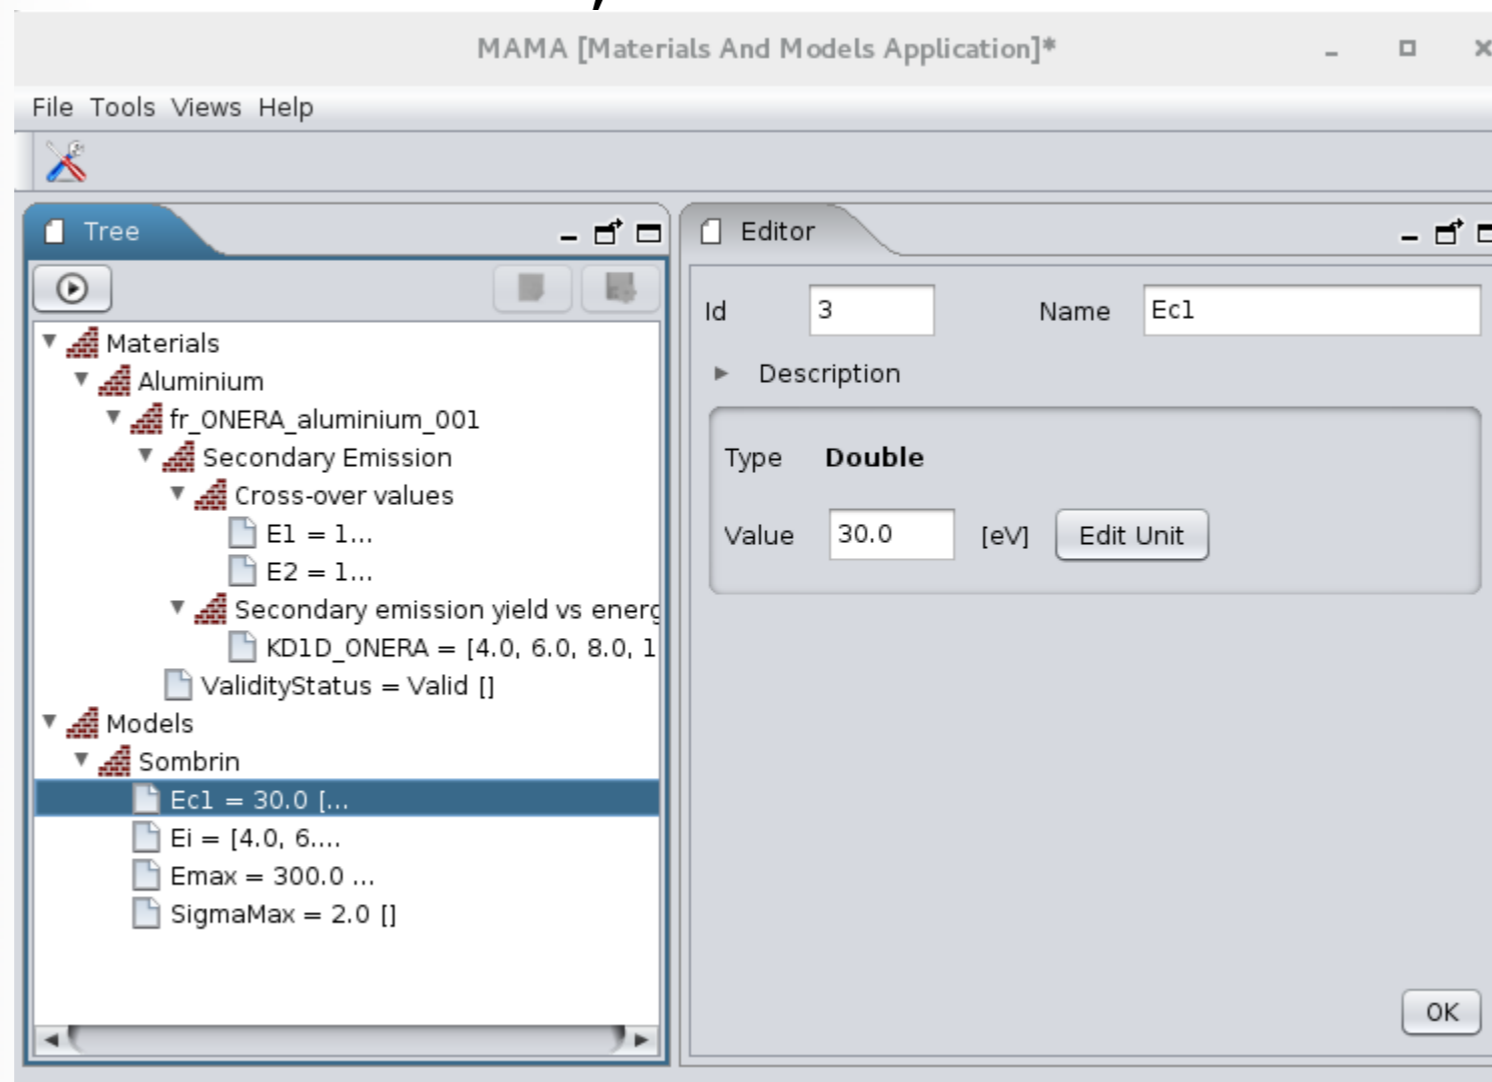 MAMA [Materials And Models Application]*
File Tools Views Help
Tree
Materials
Aluminium
fr_ONERA_aluminium_001
Secondary Emission
Cross-over values
E1 = 1...
E2 = 1...
Secondary emission yield vs energ
KD1D_ONERA = [4.0, 6.0, 8.0, 1
ValidityStatus = Valid []
Models
Sombrin
Ec1 = 30.0 [...
Ei = [4.0, 6....
Emax = 300.0 ...
SigmaMax = 2.0 []
Editor
Id 3 Name Ec1
Description
Type Double
Value 30.0 [eV] Edit Unit
OK